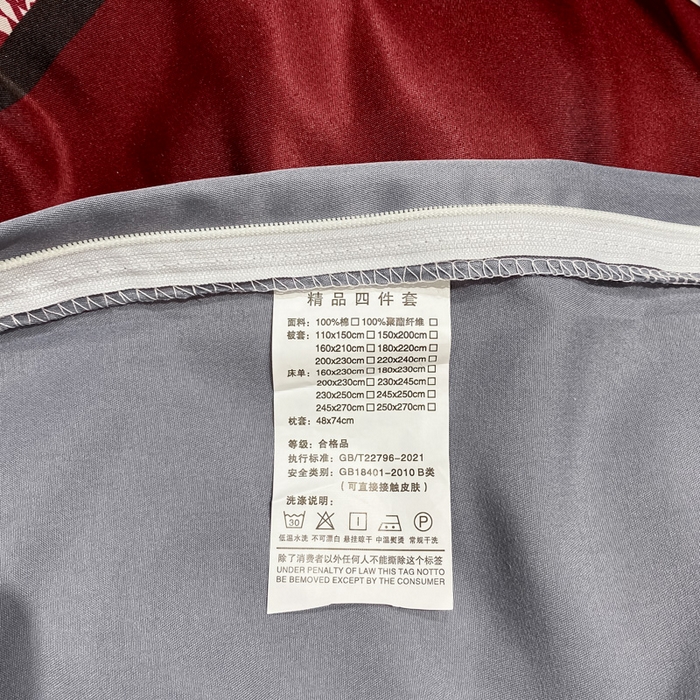 精品四件套
面料：100%棉□ 100%聚酯纤维□
被套：110x150cm□ 150x200cm□
160x210cm□ 180x220cm□
200x230cm□ 220x240cm□
床单：160x230cm□ 180x230cm□
200x230cm□ 230x245cm□
230x250cm□ 245x250cm□
245x270cm□ 250x270cm□
枕套：48x74cm
等级：合格品
执行标准：GB/T22796-2021
安全类别：GB18401-2010 B类
（可直接接触皮肤）
洗涤说明：
30 P
低温水洗 不可漂白 悬挂晾干 中温熨烫 常规干洗
除了消费者以外任何人不能撕除这个标签
UNDER PENALTY OF LAW THIS TAG NOTTO
BE BEMOVED EXCEPT BY THE CONSUMER